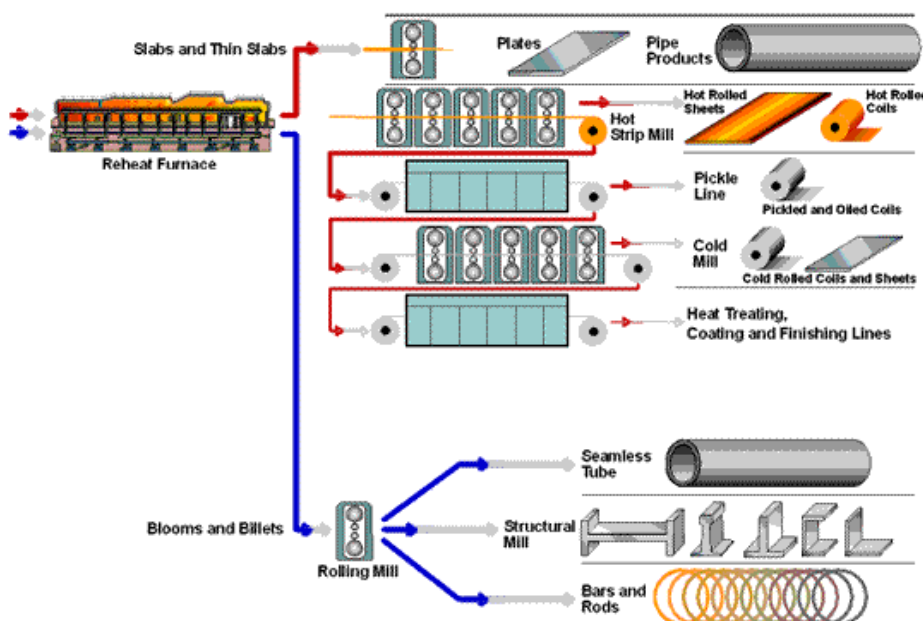 Slabs and Thin Slabs
Plates
Pipe
Products
Reheat Furnace
Hot
Strip Mill
Hot Rolled
Sheets
Hot Rolled
Coils
Pickle
Line
Pickled and Oiled Coils
Cold
Mill
Cold Rolled Coils and Sheets
Heat Treating,
Coating and Finishing Lines
Seamless
Tube
Blooms and Billets
Rolling Mill
Structural
Mill
Bars and
Rods